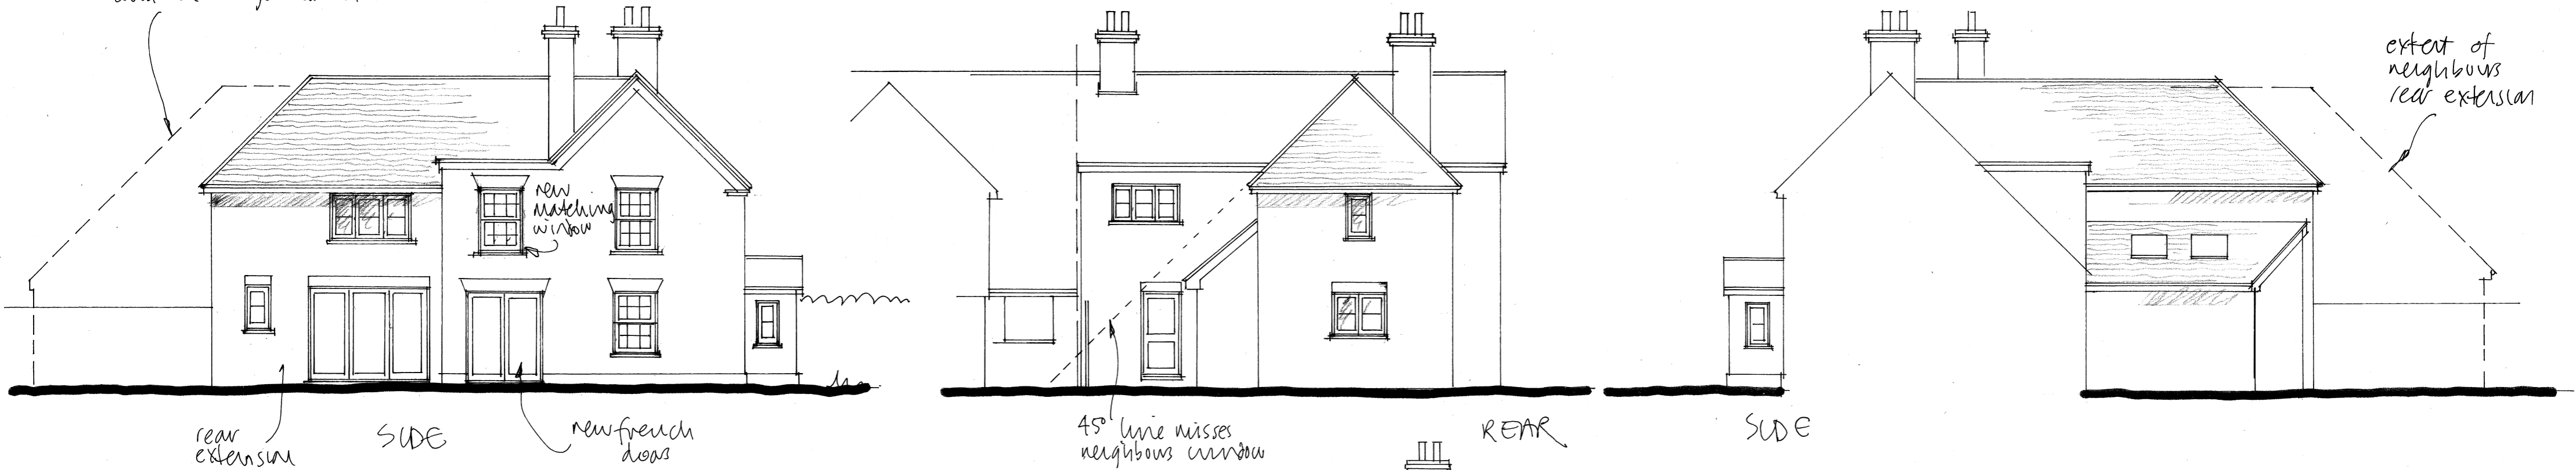 new
matching
window
rear
extension
SIDE
new french
doors
45° line misses
neighbours window
REAR
SIDE
extent of
neighbours
rear extension